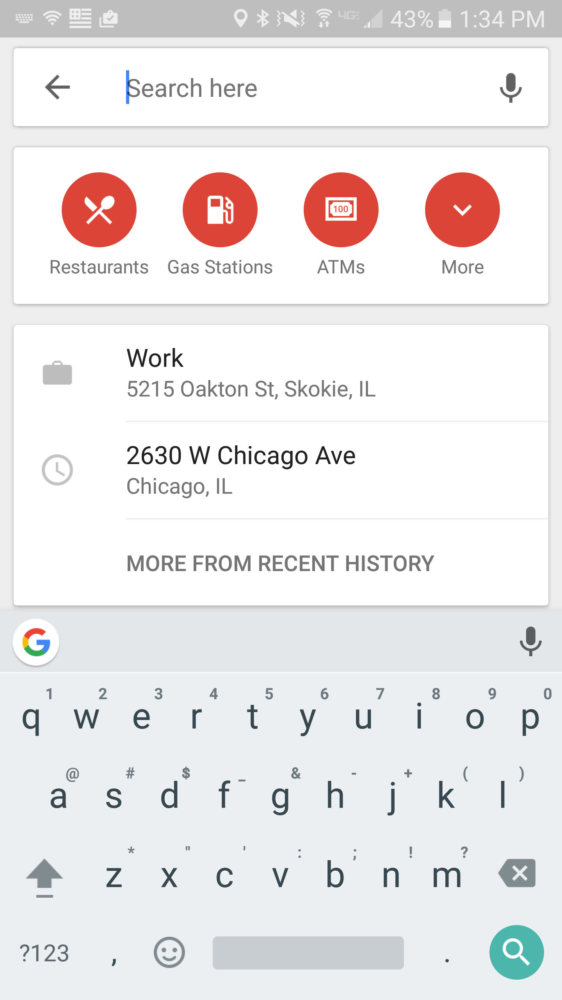 43% 1:34 PM
Search here
100
Restaurants Gas Stations ATMs More
Work
5215 Oakton St, Skokie, IL
2630 W Chicago Ave
Chicago, IL
MORE FROM RECENT HISTORY
G
1 2 3 4 5 6 7 8 9 0
q w e r t y u i o p
@ # $ _ & - + ( )
a s d f g h j k l
* " ' : ; ! ?
z x c v b n m
?123 , .